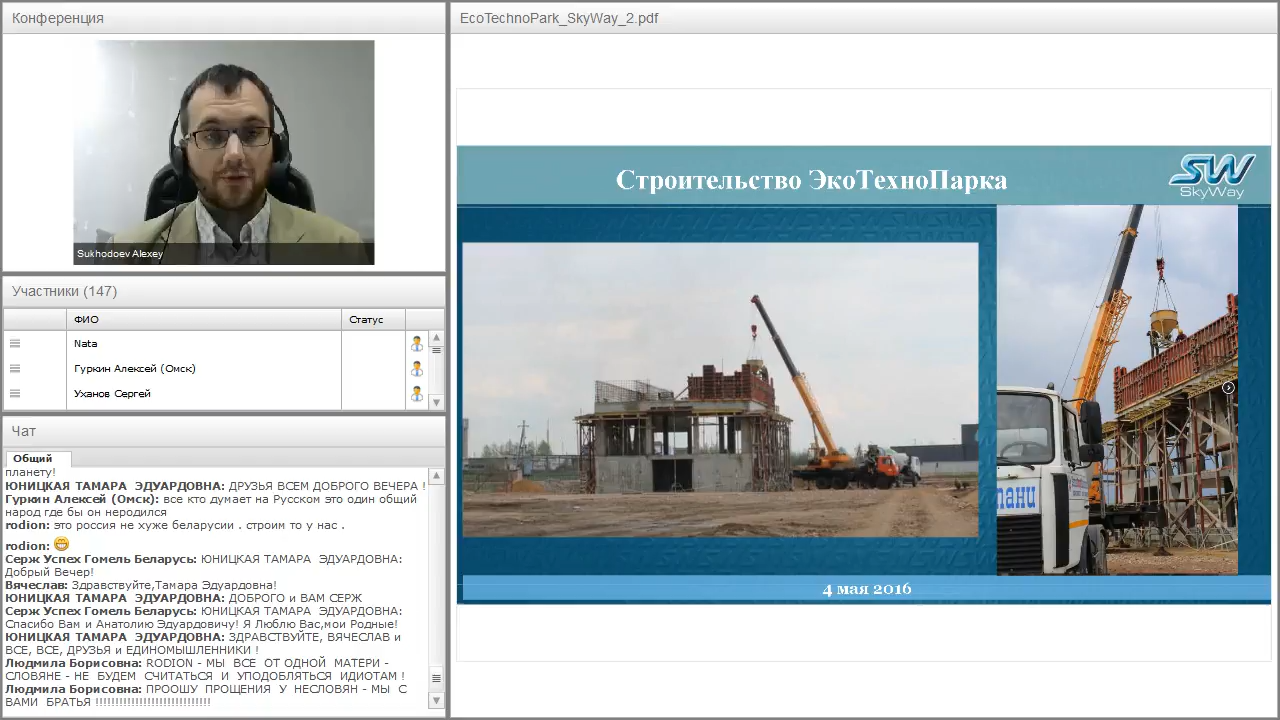 Конференция
Sukhodoev Alexey
Участники (147)
ФИО
Статус
Nata
Гуркин Алексей (Омск)
Уханов Сергей
Чат
Общий
планету!
ЮНИЦКАЯ ТАМАРА ЭДУАРДОВНА: ДРУЗЬЯ ВСЕМ ДОБРОГО ВЕЧЕРА !
Гуркин Алексей (Омск): все кто думает на Русском это один общий
народ где бы он неродился
rodion: это россия не хуже беларусии . строим то у нас .
rodion:
Серж Успех Гомель Беларусь: ЮНИЦКАЯ ТАМАРА ЭДУАРДОВНА:
Добрый Вечер!
Вячеслав: Здравствуйте,Тамара Эдуардовна!
ЮНИЦКАЯ ТАМАРА ЭДУАРДОВНА: ДОБРОГО и ВАМ СЕРЖ
Серж Успех Гомель Беларусь: ЮНИЦКАЯ ТАМАРА ЭДУАРДОВНА:
Спасибо Вам и Анатолию Эдуардовичу! Я Люблю Вас,мои Родные!
ЮНИЦКАЯ ТАМАРА ЭДУАРДОВНА: ЗДРАВСТВУЙТЕ, ВЯЧЕСЛАВ и
ВСЕ, ВСЕ, ДРУЗЬЯ и ЕДИНОМЫШЛЕННИКИ !
Людмила Борисовна: RODION - МЫ ВСЕ ОТ ОДНОЙ МАТЕРИ -
СЛОВЯНЕ - НЕ БУДЕМ СЧИТАТЬСЯ И УПОДОБЛЯТЬСЯ ИДИОТАМ !
Людмила Борисовна: ПРООШУ ПРОЩЕНИЯ У НЕСЛОВЯН - МЫ С
ВАМИ БРАТЬЯ !!!!!!!!!!!!!!!!!!!!!!!!!!!!!
EcoTechnoPark_SkyWay_2.pdf
Строительство ЭкоТехноПарка
SW
SkyWay
4 мая 2016